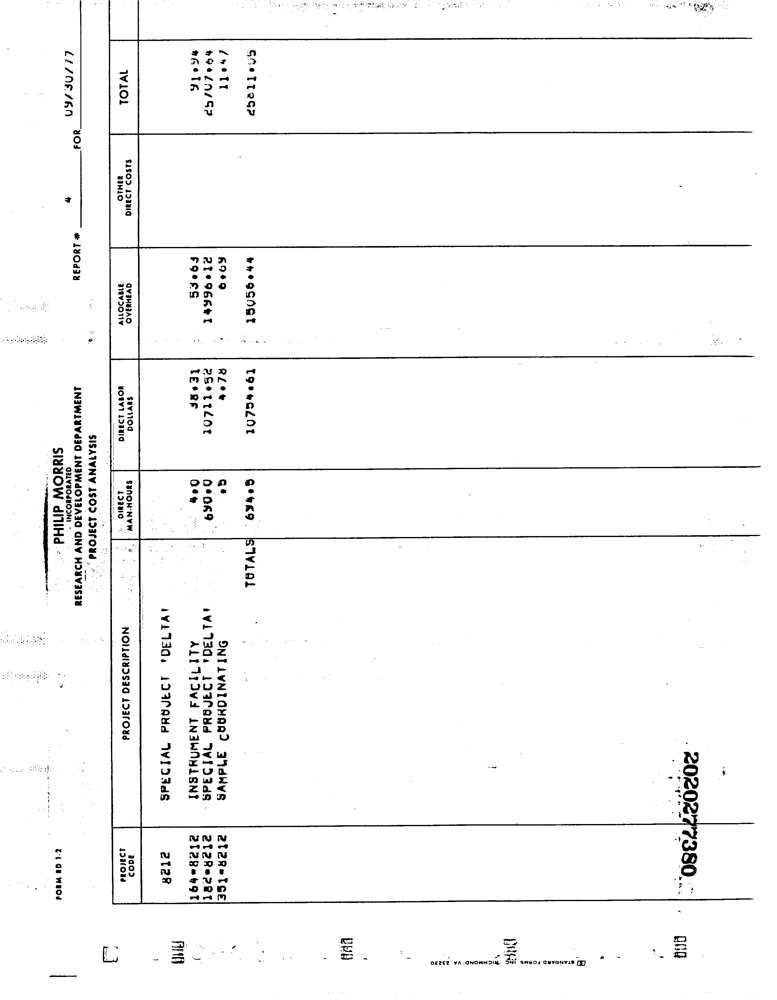 FORM RD 1-2
PHILIP MORRIS
INCORPORATED
RESEARCH AND DEVELOPMENT DEPARTMENT
PROJECT COST ANALYSIS
REPORT # 4 FOR 09/30/77
PROJECT CODE PROJECT DESCRIPTION DIRECT MAN-HOURS DIRECT LABOR DOLLARS ALLOCABLE OVERHEAD OTHER DIRECT COSTS TOTAL
8212 SPECIAL PROJECT 'DELTA'
164-8212 INSTRUMENT FACILITY 4.0 38.31 53.63 91.94
182-8212 SPECIAL PROJECT 'DELTA' 690.0 10711.52 14996.12 25707.64
351-8212 SAMPLE COORDINATING .5 4.78 6.69 11.47
TOTALS 694.5 10754.61 15056.44 25811.05
2020277380
STANDARD FORMS INC RICHMOND VA 23230